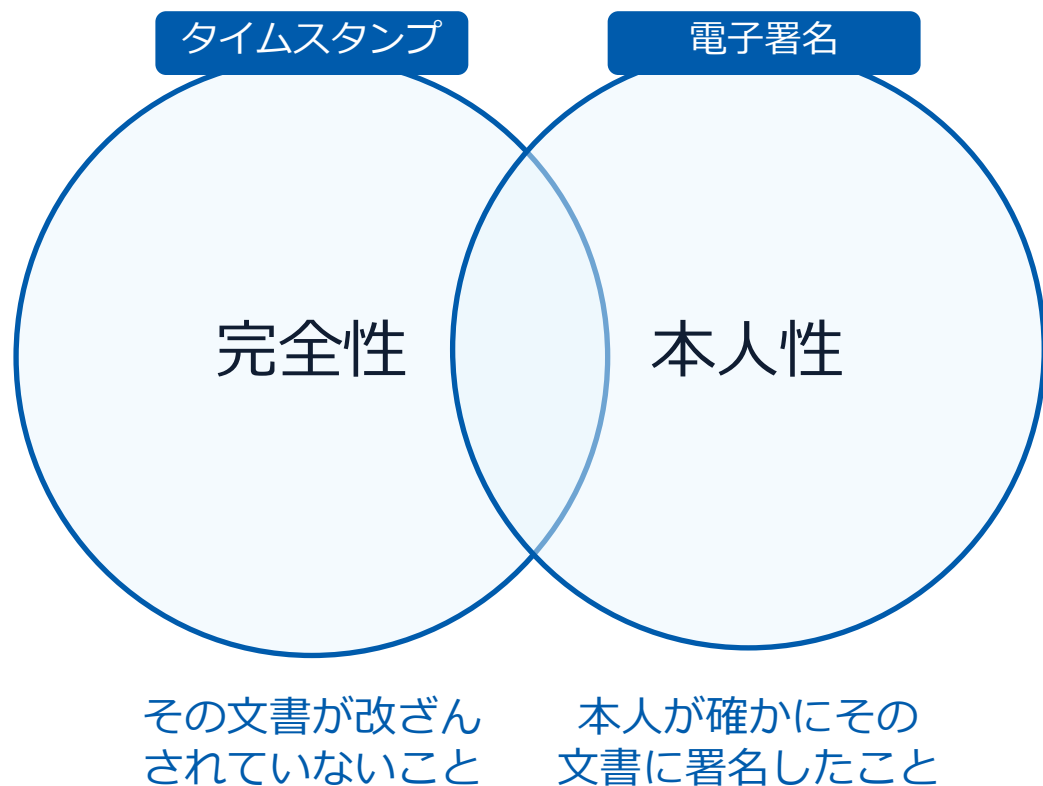 タイムスタンプ
電子署名
完全性
本人性
その文書が改ざん
されていないこと
本人が確かにその
文書に署名したこと